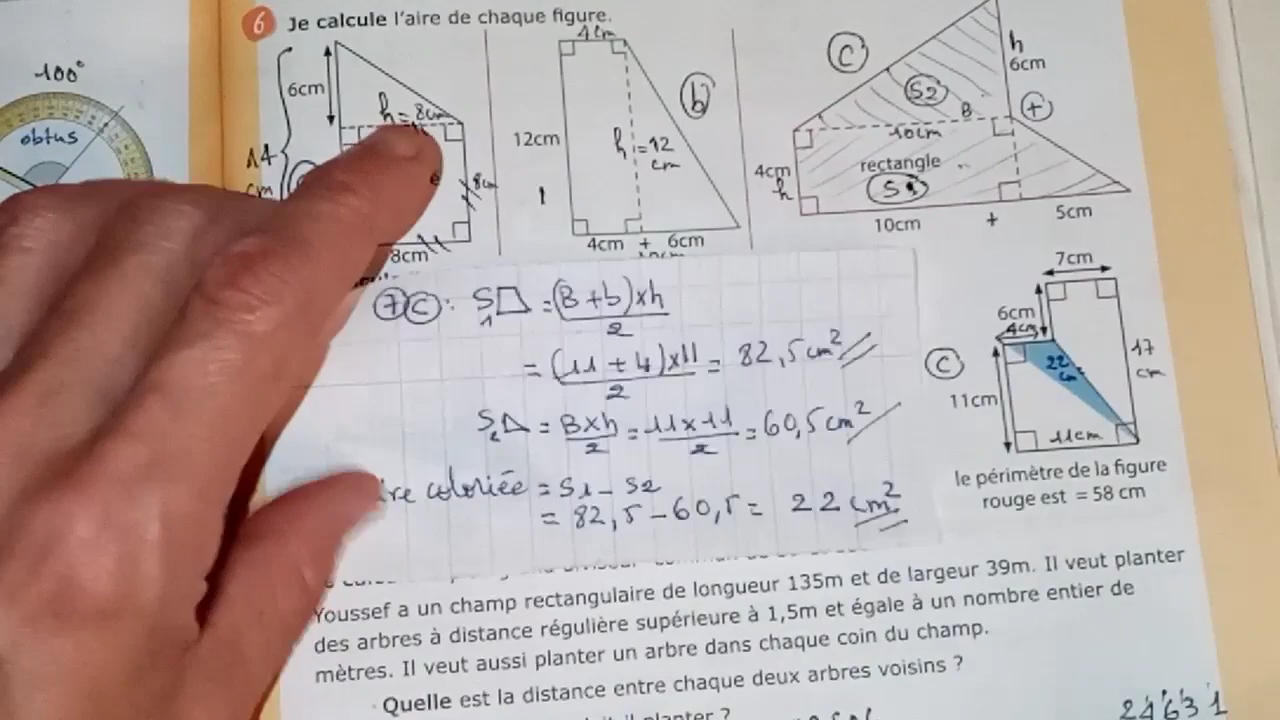 6 Je calcule l'aire de chaque figure.
100°
obtus
6cm
14
cm
h = 8cm
8cm
8cm
4cm
12cm
h = 12
cm
b
4cm + 6cm
C
h
6cm
S2
B
10cm
+
4cm
h
rectangle
S1
10cm + 5cm
7 C : S1 = (B + b) x h
2
= (11 + 4) x 11 = 82,5 cm²
2
S2 = B x h = 11 x 11 = 60,5 cm²
2 2
ire coloriée = S1 - S2
= 82,5 - 60,5 = 22 cm²
7cm
6cm
4cm
C
22
cm²
17
cm
11cm
11cm
le périmètre de la figure
rouge est = 58 cm
Youssef a un champ rectangulaire de longueur 135m et de largeur 39m. Il veut planter
des arbres à distance régulière supérieure à 1,5m et égale à un nombre entier de
mètres. Il veut aussi planter un arbre dans chaque coin du champ.
Quelle est la distance entre chaque deux arbres voisins ?
planter ?